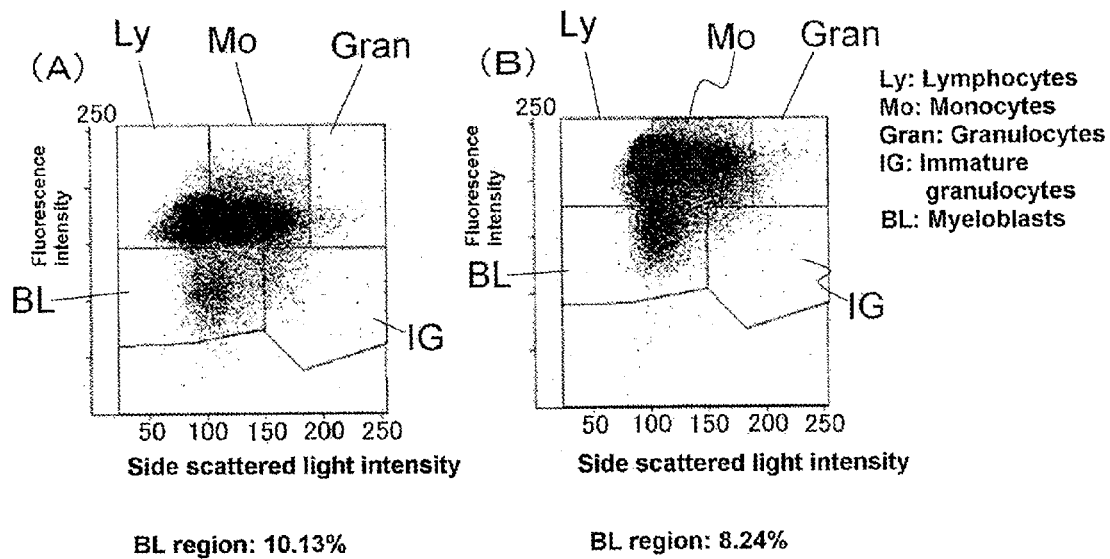 Ly Mo Gran
(A)
250
Fluorescence
intensity
BL
IG
50 100 150 200 250
Side scattered light intensity
BL region: 10.13%
Ly Mo Gran
(B)
250
Fluorescence
Intensity
BL
IG
50 100 150 200 250
Side scattered light intensity
BL region: 8.24%
Ly: Lymphocytes
Mo: Monocytes
Gran: Granulocytes
IG: Immature
granulocytes
BL: Myeloblasts